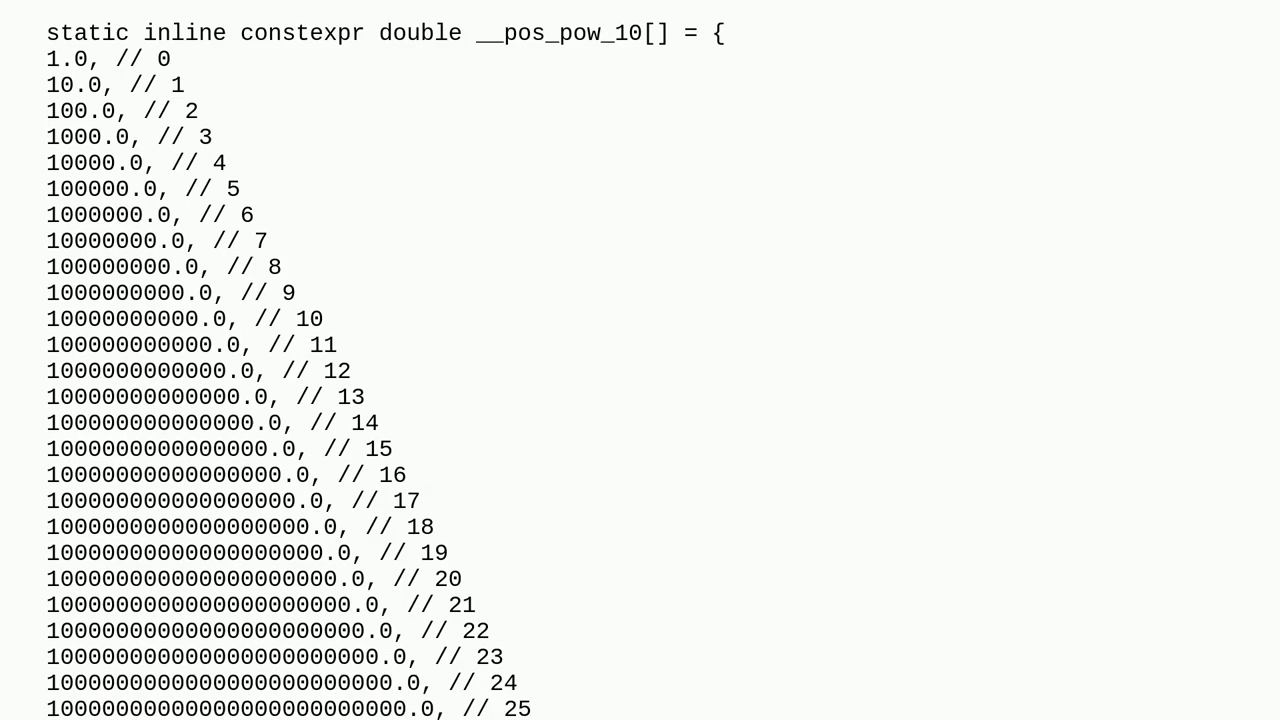 static inline constexpr double __pos_pow_10[] = {
1.0, // 0
10.0, // 1
100.0, // 2
1000.0, // 3
10000.0, // 4
100000.0, // 5
1000000.0, // 6
10000000.0, // 7
100000000.0, // 8
1000000000.0, // 9
10000000000.0, // 10
100000000000.0, // 11
1000000000000.0, // 12
10000000000000.0, // 13
100000000000000.0, // 14
1000000000000000.0, // 15
10000000000000000.0, // 16
100000000000000000.0, // 17
1000000000000000000.0, // 18
10000000000000000000.0, // 19
100000000000000000000.0, // 20
1000000000000000000000.0, // 21
10000000000000000000000.0, // 22
100000000000000000000000.0, // 23
1000000000000000000000000.0, // 24
10000000000000000000000000.0, // 25